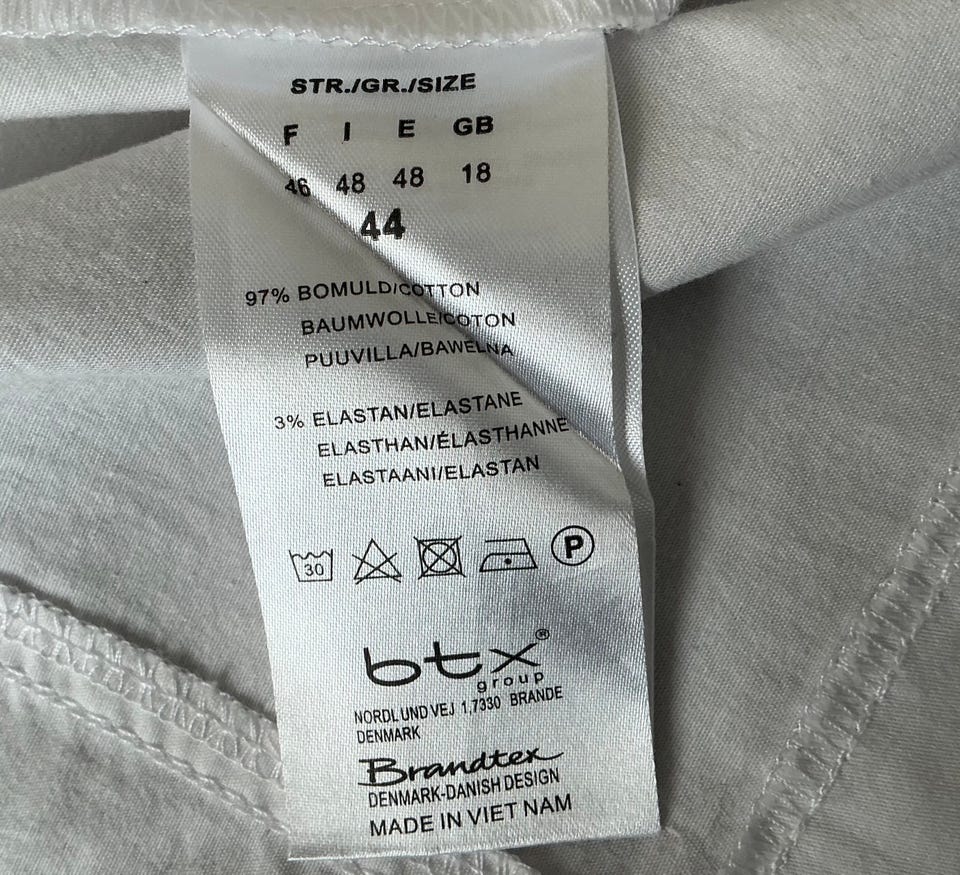 STR./GR./SIZE
F I E GB
46 48 48 18
44
97% BOMULD/COTTON
BAUMWOLLE/COTON
PUUVILLA/BAWELNA
3% ELASTAN/ELASTANE
ELASTHAN/ÉLASTHANNE
ELASTAANI/ELASTAN
30 P
btx®
group
NORDLUNDVEJ 1,7330 BRANDE
DENMARK
Brandtex
DENMARK-DANISH DESIGN
MADE IN VIET NAM